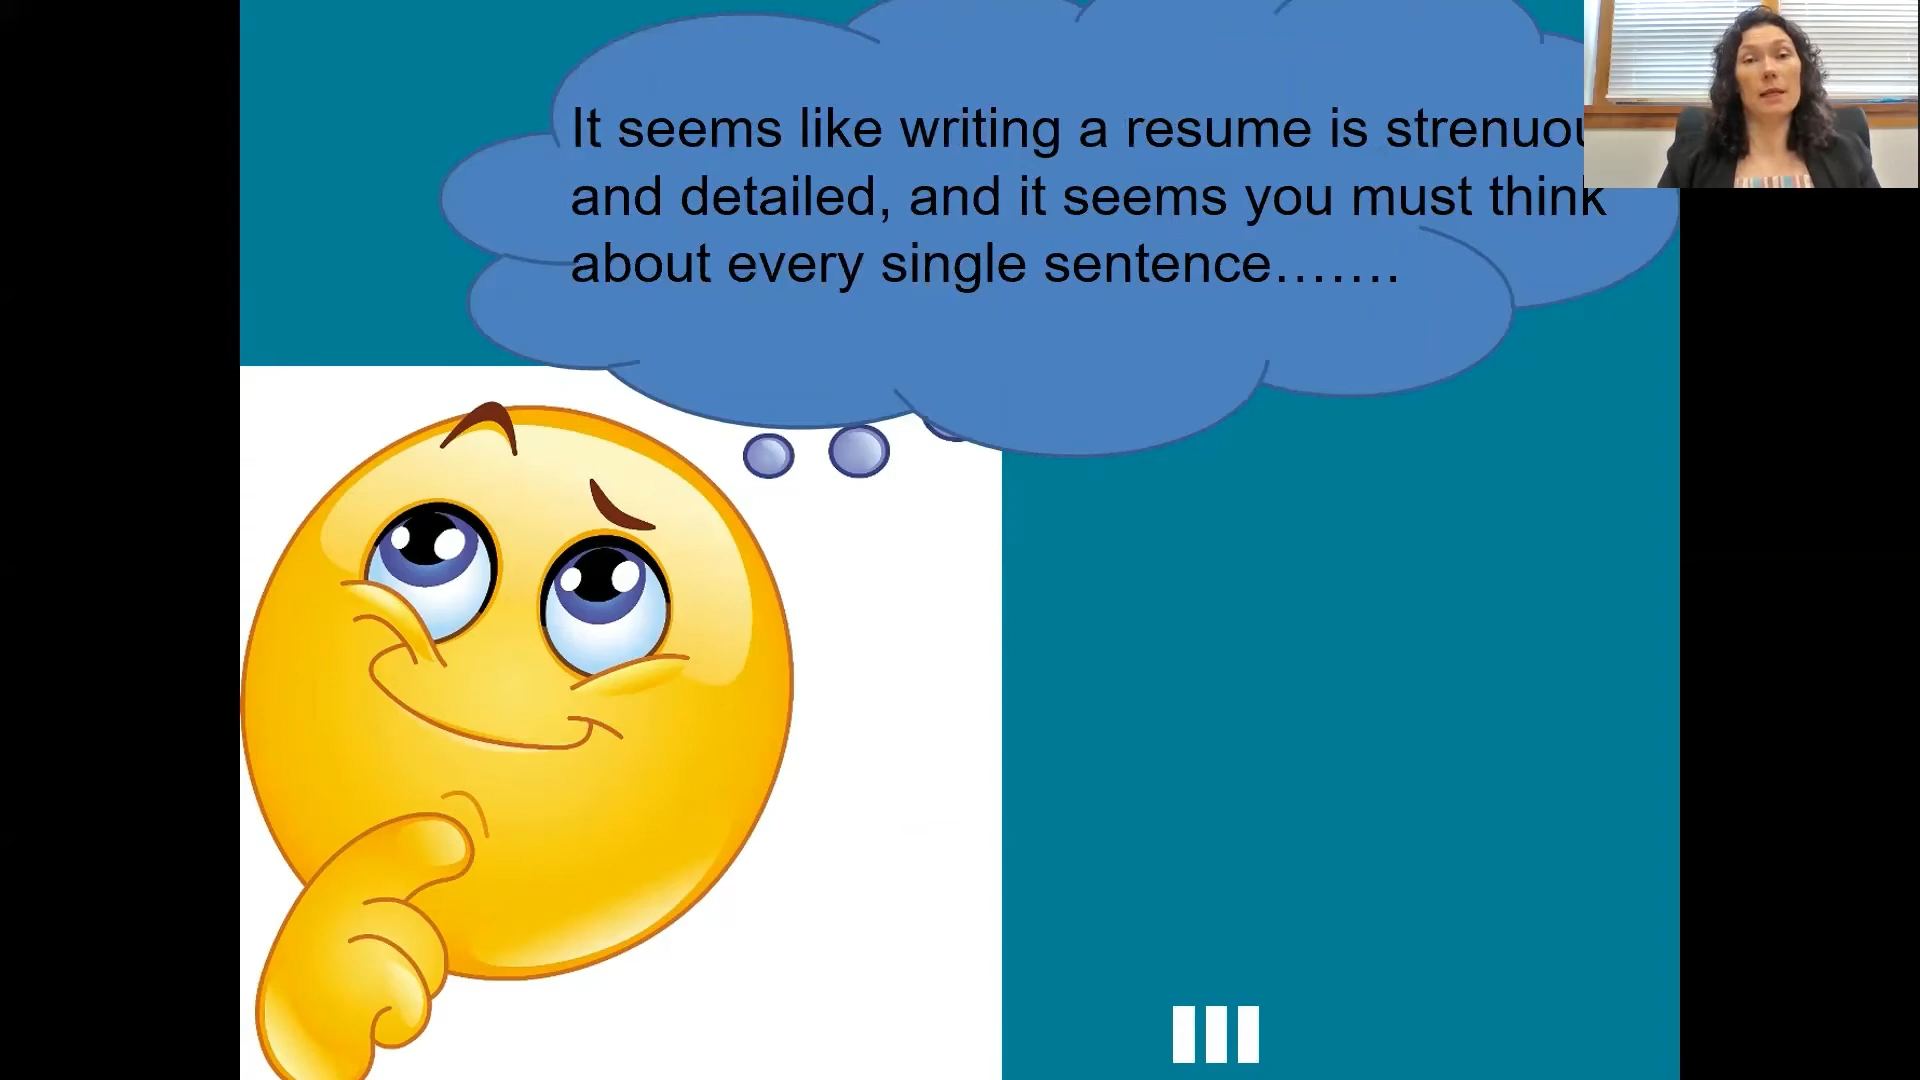 It seems like writing a resume is strenuou
and detailed, and it seems you must think
about every single sentence.......